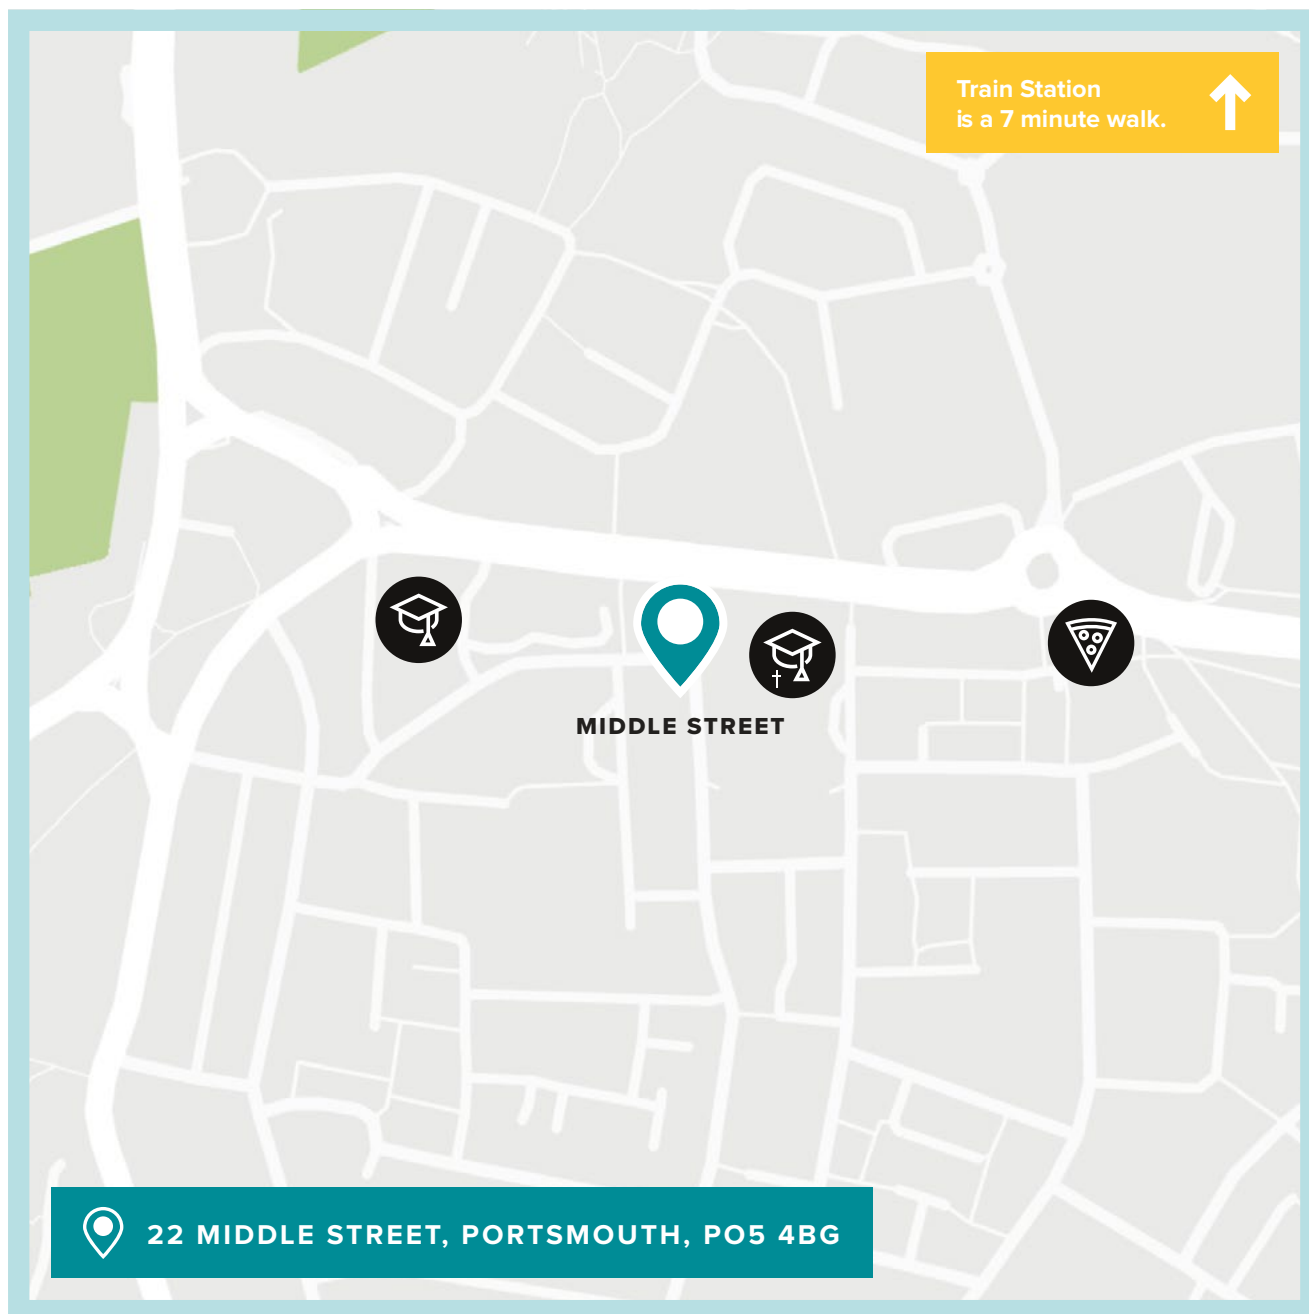 Train Station
is a 7 minute walk.
MIDDLE STREET
22 MIDDLE STREET, PORTSMOUTH, PO5 4BG